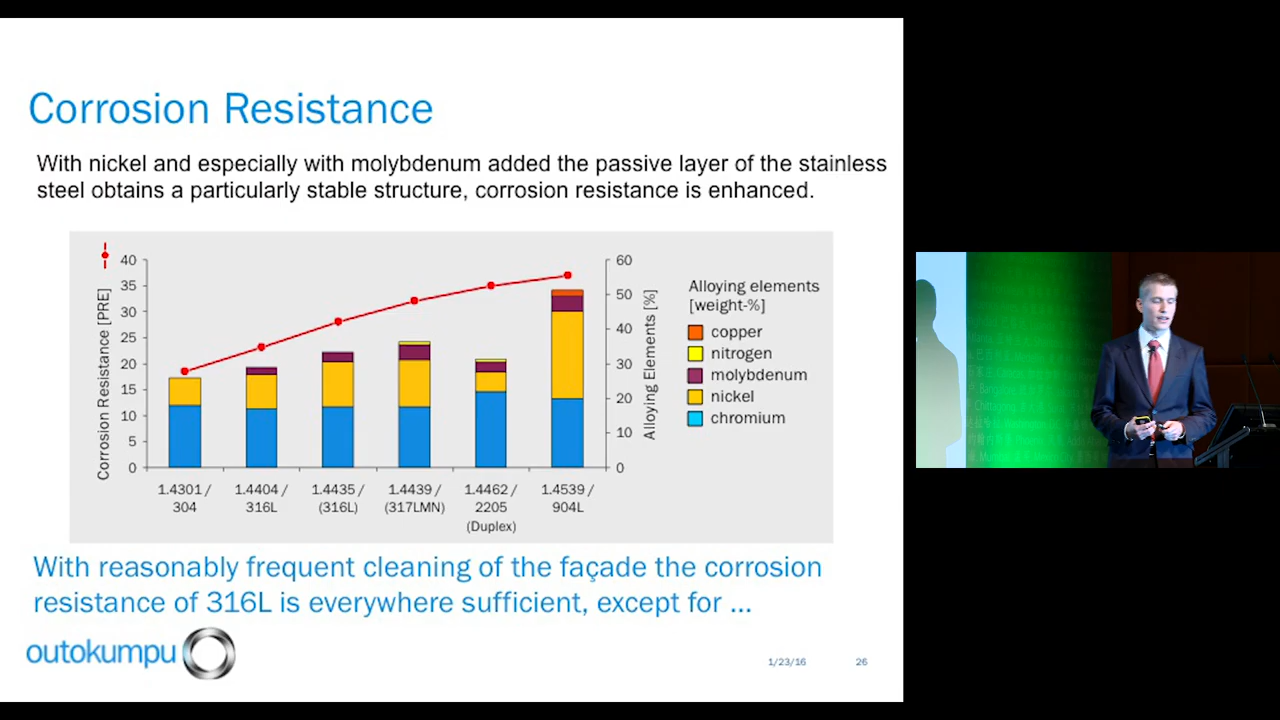 Corrosion Resistance
With nickel and especially with molybdenum added the passive layer of the stainless
steel obtains a particularly stable structure, corrosion resistance is enhanced.
Corrosion Resistance [PRE]
40
35
30
25
20
15
10
5
0
60
50
40
30
20
10
0
Alloying Elements [%]
Alloying elements
[weight-%]
copper
nitrogen
molybdenum
nickel
chromium
1.4301 /
304
1.4404 /
316L
1.4435 /
(316L)
1.4439 /
(317LMN)
1.4462 /
2205
(Duplex)
1.4539 /
904L
With reasonably frequent cleaning of the façade the corrosion
resistance of 316L is everywhere sufficient, except for ...
outokumpu
1/23/16
26